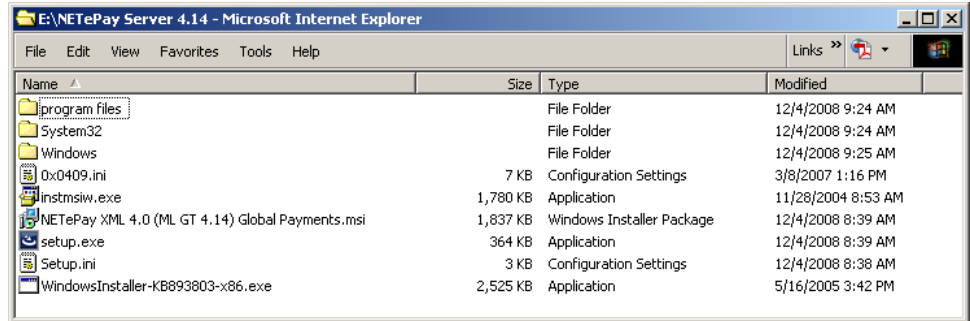 E:\NETePay Server 4.14 - Microsoft Internet Explorer
File Edit View Favorites Tools Help Links »
Name Size Type Modified
program files File Folder 12/4/2008 9:24 AM
System32 File Folder 12/4/2008 9:24 AM
Windows File Folder 12/4/2008 9:25 AM
0x0409.ini 7 KB Configuration Settings 3/8/2007 1:16 PM
instmsiw.exe 1,780 KB Application 11/28/2004 8:53 AM
NETePay XML 4.0 (ML GT 4.14) Global Payments.msi 1,837 KB Windows Installer Package 12/4/2008 8:39 AM
setup.exe 364 KB Application 12/4/2008 8:39 AM
Setup.ini 3 KB Configuration Settings 12/4/2008 8:38 AM
WindowsInstaller-KB893803-x86.exe 2,525 KB Application 5/16/2005 3:42 PM